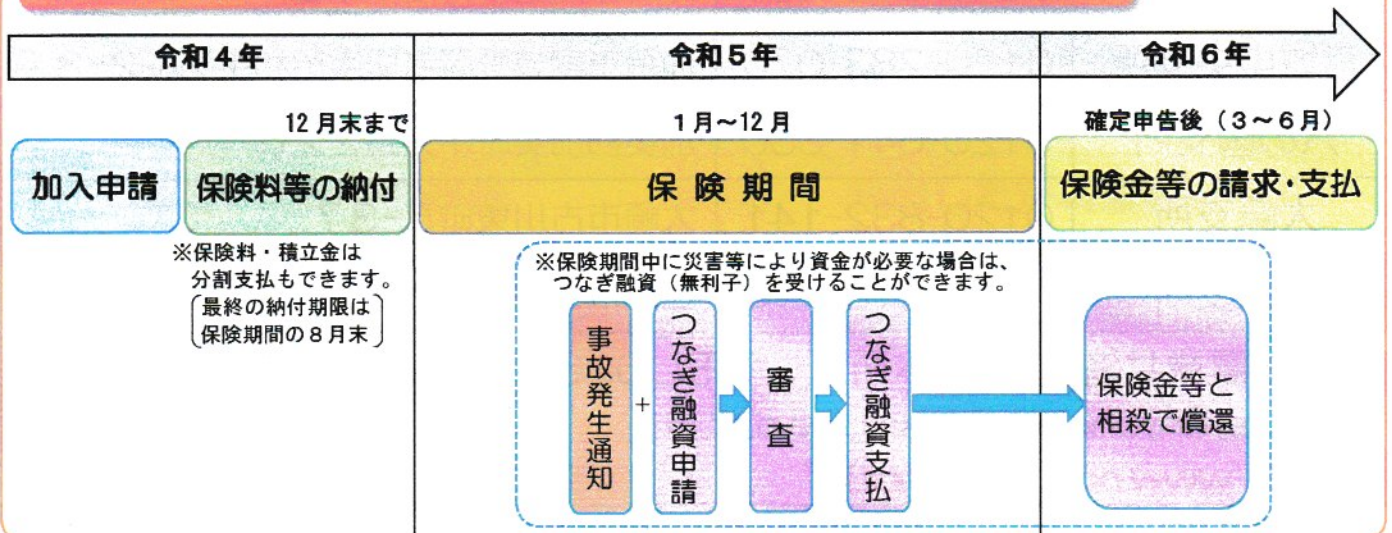 令和４年
令和５年
令和６年
12月末まで
１月～12月
確定申告後（３～６月）
加入申請
保険料等の納付
保険期間
保険金等の請求・支払
※保険料・積立金は
分割支払もできます。
最終の納付期限は
保険期間の８月末
※保険期間中に災害等により資金が必要な場合は、
つなぎ融資（無利子）を受けることができます。
事故発生通知
+
つなぎ融資申請
審査
つなぎ融資支払
保険金等と
相殺で償還